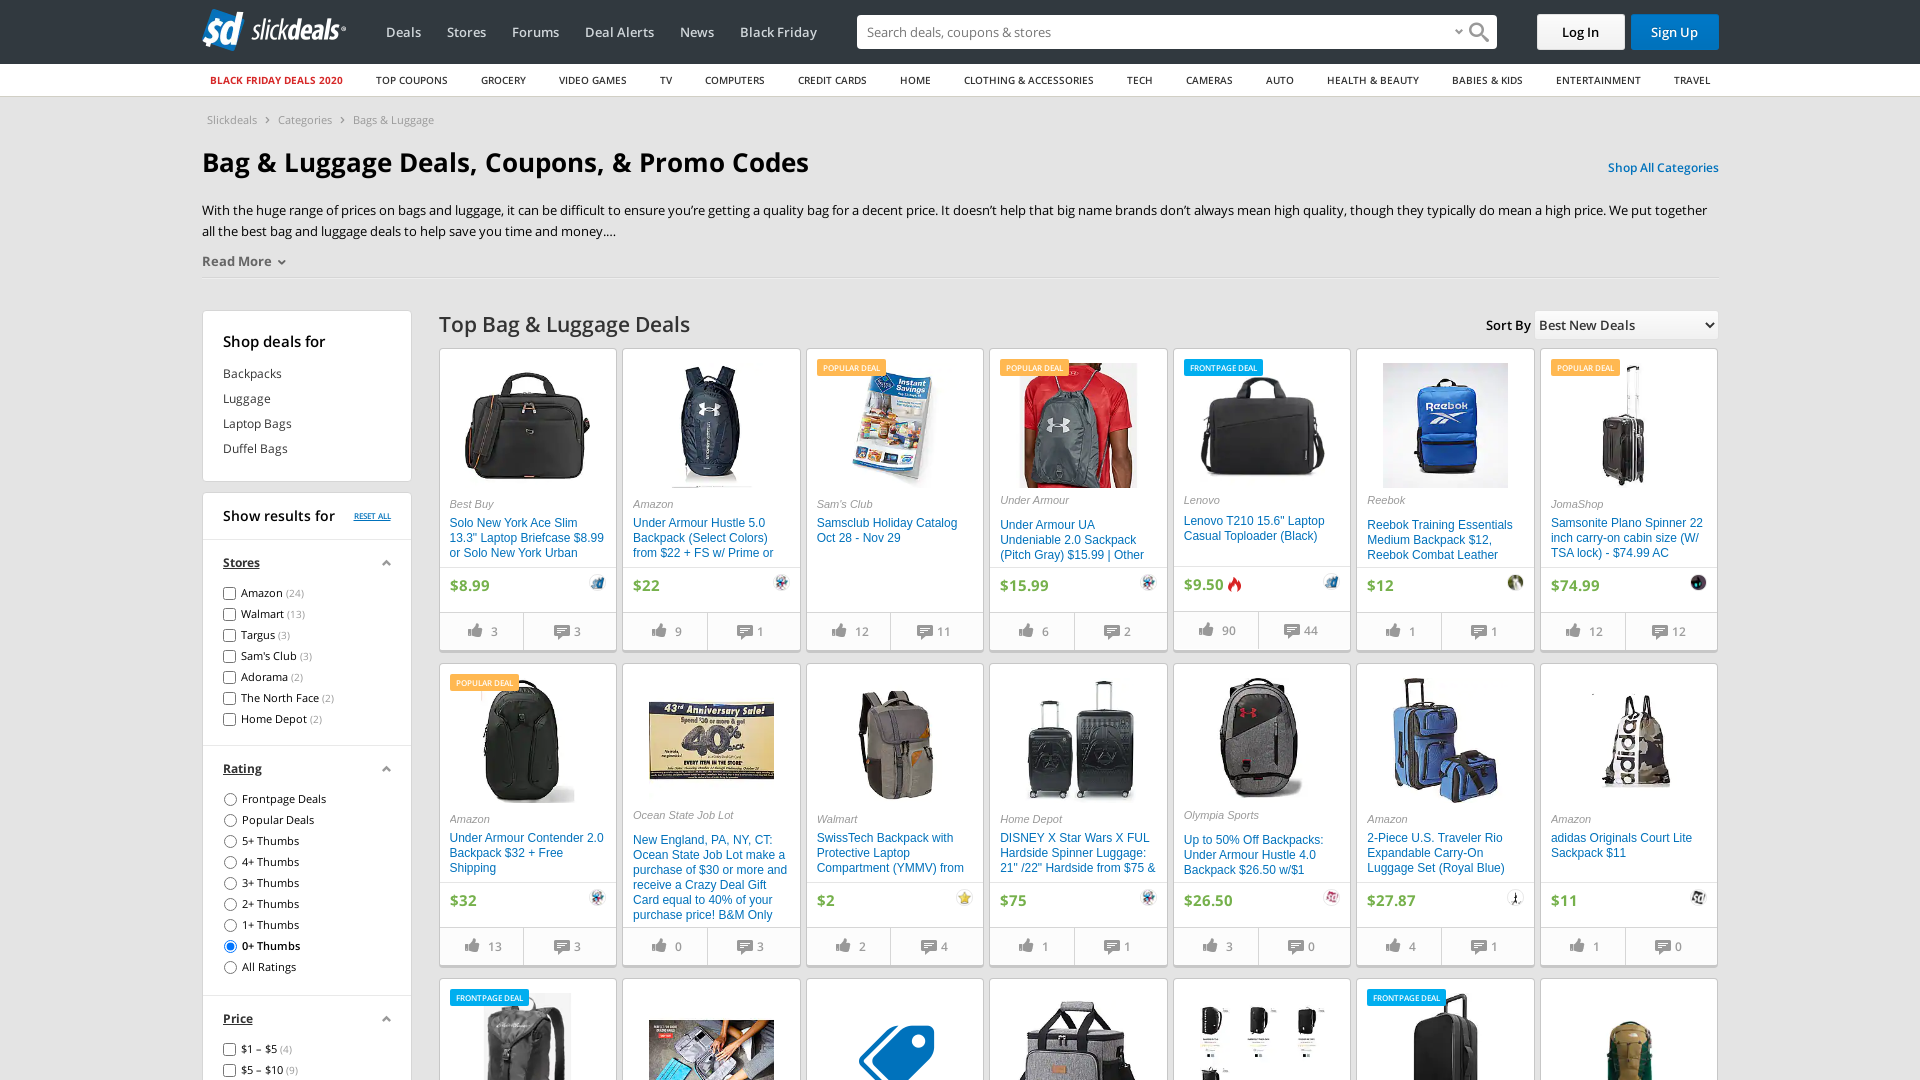 slickdeals
Deals
Stores
Forums
Deal Alerts
News
Black Friday
Search deals, coupons & stores
Log In
Sign Up
BLACK FRIDAY DEALS 2020
TOP COUPONS
GROCERY
VIDEO GAMES
TV
COMPUTERS
CREDIT CARDS
HOME
CLOTHING & ACCESSORIES
TECH
CAMERAS
AUTO
HEALTH & BEAUTY
BABIES & KIDS
ENTERTAINMENT
TRAVEL
Slickdeals > Categories > Bags & Luggage
Bag & Luggage Deals, Coupons, & Promo Codes
Shop All Categories
With the huge range of prices on bags and luggage, it can be difficult to ensure you’re getting a quality bag for a decent price. It doesn’t help that big name brands don’t always mean high quality, though they typically do mean a high price. We put together
all the best bag and luggage deals to help save you time and money....
Read More
Shop deals for
Backpacks
Luggage
Laptop Bags
Duffel Bags
Show results for
RESET ALL
Stores
Amazon (24)
Walmart (13)
Targus (3)
Sam's Club (3)
Adorama (2)
The North Face (2)
Home Depot (2)
Rating
Frontpage Deals
Popular Deals
5+ Thumbs
4+ Thumbs
3+ Thumbs
2+ Thumbs
1+ Thumbs
0+ Thumbs
All Ratings
Price
$1 – $5 (4)
$5 – $10 (9)
Top Bag & Luggage Deals
Sort By
Best New Deals
Best Buy
Solo New York Ace Slim
13.3" Laptop Briefcase $8.99
or Solo New York Urban
$8.99
3
3
Amazon
Under Armour Hustle 5.0
Backpack (Select Colors)
from $22 + FS w/ Prime or
$22
9
1
POPULAR DEAL
Instant
Savings
Sam's Club
Samsclub Holiday Catalog
Oct 28 - Nov 29
12
11
POPULAR DEAL
Under Armour
Under Armour UA
Undeniable 2.0 Sackpack
(Pitch Gray) $15.99 | Other
$15.99
6
2
FRONTPAGE DEAL
Lenovo
Lenovo T210 15.6" Laptop
Casual Toploader (Black)
$9.50
90
44
Reebok
Reebok
Reebok Training Essentials
Medium Backpack $12,
Reebok Combat Leather
$12
1
1
POPULAR DEAL
JomaShop
Samsonite Plano Spinner 22
inch carry-on cabin size (W/
TSA lock) - $74.99 AC
$74.99
12
12
POPULAR DEAL
Amazon
Under Armour Contender 2.0
Backpack $32 + Free
Shipping
$32
13
3
43rd Anniversary Sale!
Spend $30 or more & get
40%
BACK
EVERY ITEM IN THE STORE
Ocean State Job Lot
New England, PA, NY, CT:
Ocean State Job Lot make a
purchase of $30 or more and
receive a Crazy Deal Gift
Card equal to 40% of your
purchase price! B&M Only
0
3
Walmart
SwissTech Backpack with
Protective Laptop
Compartment (YMMV) from
$2
2
4
Home Depot
DISNEY X Star Wars X FUL
Hardside Spinner Luggage:
21" /22" Hardside from $75 &
$75
1
1
Olympia Sports
Up to 50% Off Backpacks:
Under Armour Hustle 4.0
Backpack $26.50 w/$1
$26.50
3
0
Amazon
2-Piece U.S. Traveler Rio
Expandable Carry-On
Luggage Set (Royal Blue)
$27.87
4
1
adidas
Amazon
adidas Originals Court Lite
Sackpack $11
$11
1
0
FRONTPAGE DEAL
FRONTPAGE DEAL